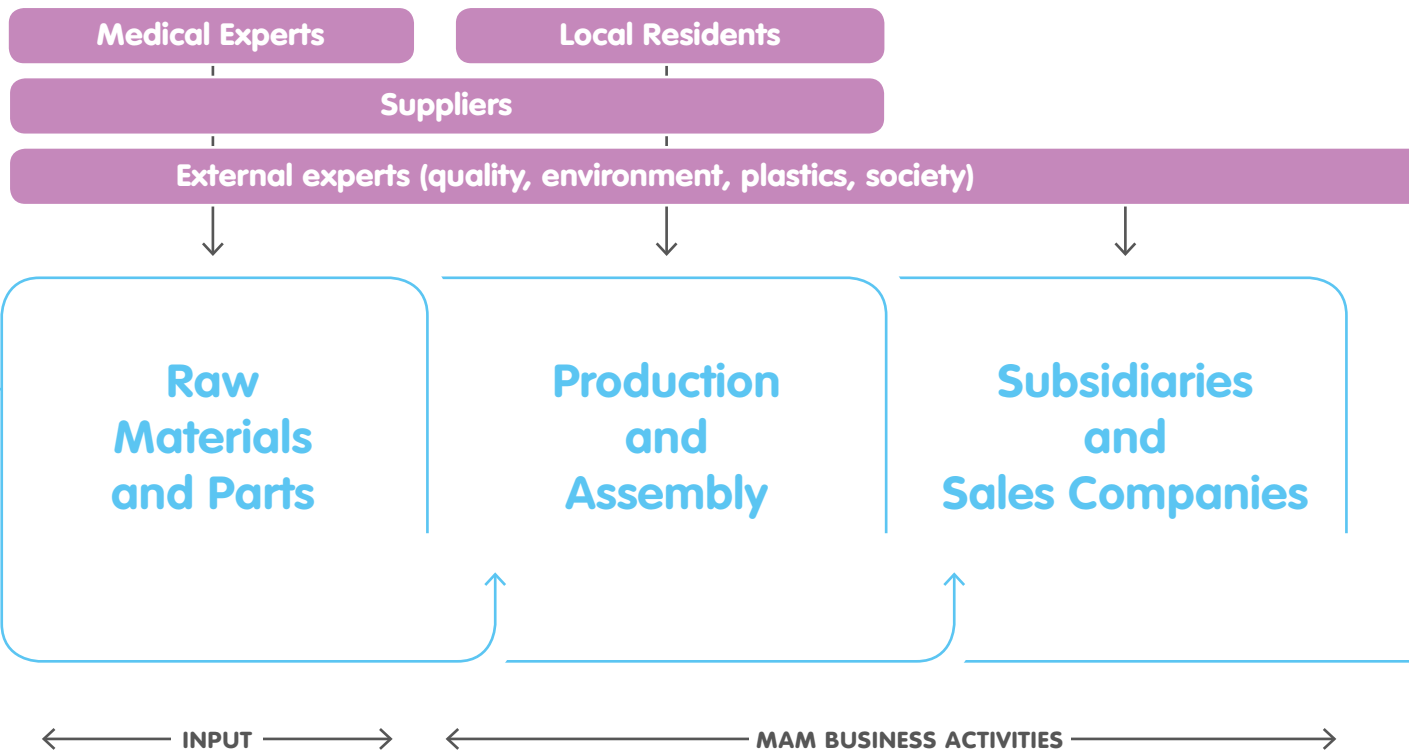 Medical Experts
Local Residents
Suppliers
External experts (quality, environment, plastics, society)
Raw
Materials
and Parts
Production
and
Assembly
Subsidiaries
and
Sales Companies
INPUT
MAM BUSINESS ACTIVITIES